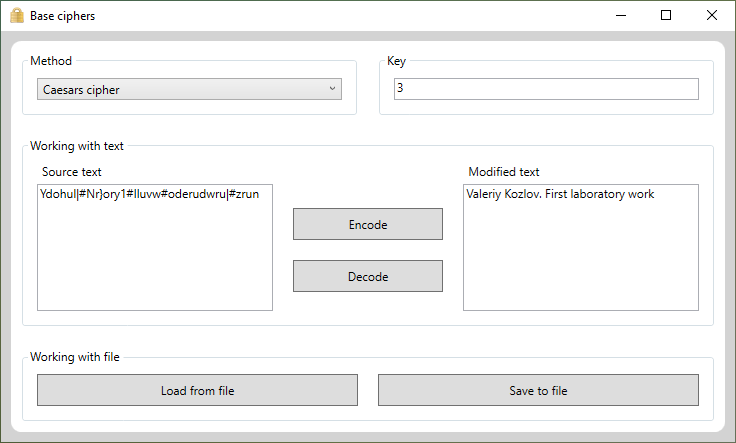 Base ciphers
Method
Caesars cipher
Key
3
Working with text
Source text
Ydohul|#Nr}ory1#Iluvw#oderudwru|#zrun
Encode
Decode
Modified text
Valeriy Kozlov. First laboratory work
Working with file
Load from file
Save to file